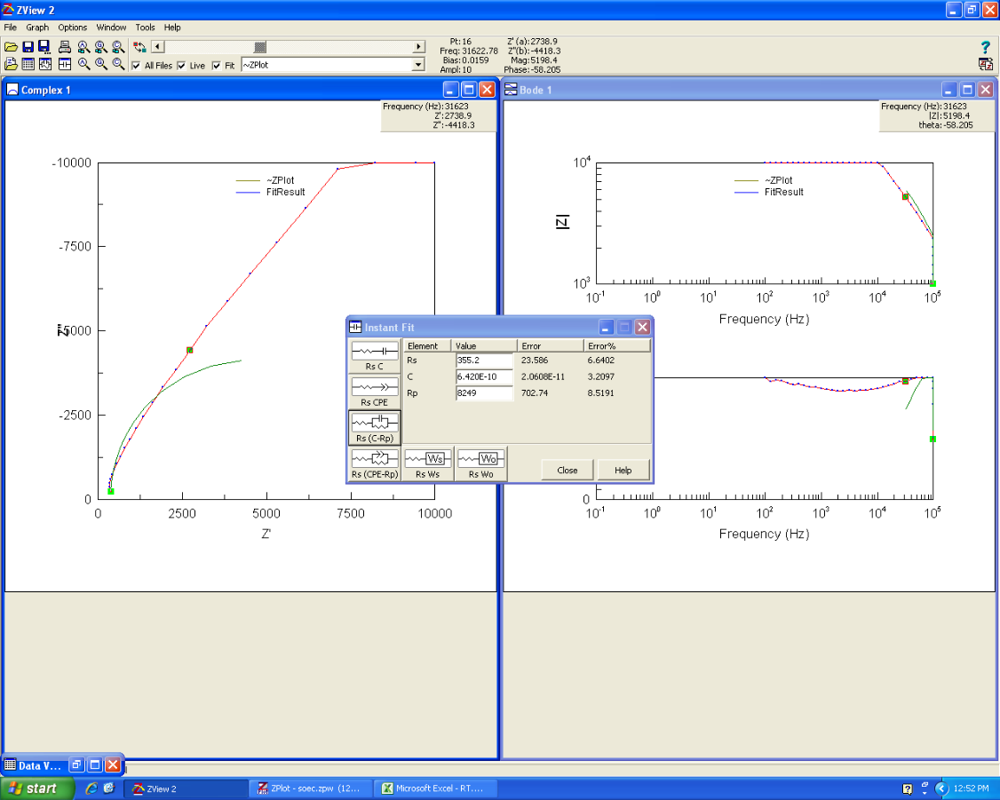 ZView 2
File Graph Options Window Tools Help
All Files Live Fit ~ZPlot
Pt: 16
Freq: 31622.78
Bias: 0.0159
Ampl: 10
Z' (a): 2738.9
Z''(b): -4418.3
Mag: 5198.4
Phase: -58.205
Complex 1
Frequency (Hz): 31623
Z': 2738.9
Z'': -4418.3
~ZPlot
FitResult
-10000
-7500
-5000
-2500
0
Z''
0 2500 5000 7500 10000
Z'
Bode 1
Frequency (Hz): 31623
|Z|: 5198.4
theta: -58.205
~ZPlot
FitResult
10^4
10^3
|Z|
10^-1 10^0 10^1 10^2 10^3 10^4 10^5
Frequency (Hz)
Instant Fit
Rs C
Rs CPE
Rs (C-Rp)
Rs (CPE-Rp)
Ws
Rs Ws
Wo
Rs Wo
Element Value Error Error%
Rs 355.2 23.586 6.6402
C 6.420E-10 2.0608E-11 3.2097
Rp 8249 702.74 8.5191
Close Help
0
10^-1 10^0 10^1 10^2 10^3 10^4 10^5
Frequency (Hz)
Data V...
start
ZView 2
ZPlot - soec.zpw (12...
Microsoft Excel - RT....
12:52 PM